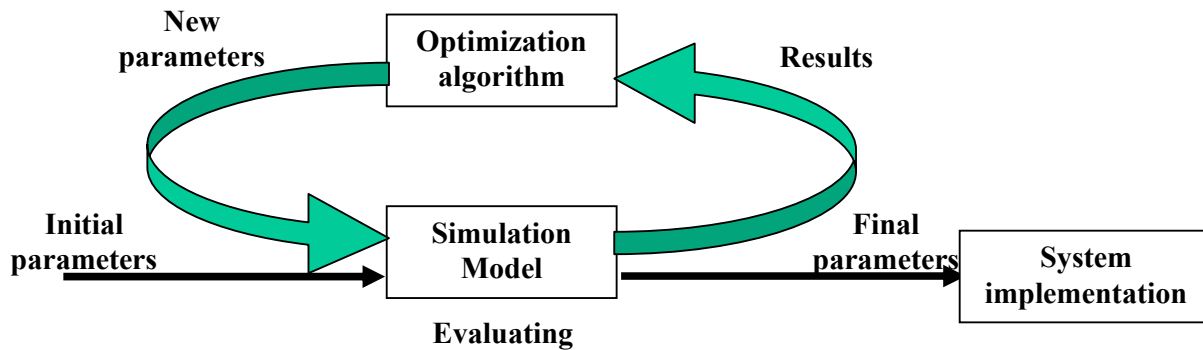 New
parameters
Optimization
algorithm
Results
Initial
parameters
Simulation
Model
Final
parameters
System
implementation
Evaluating